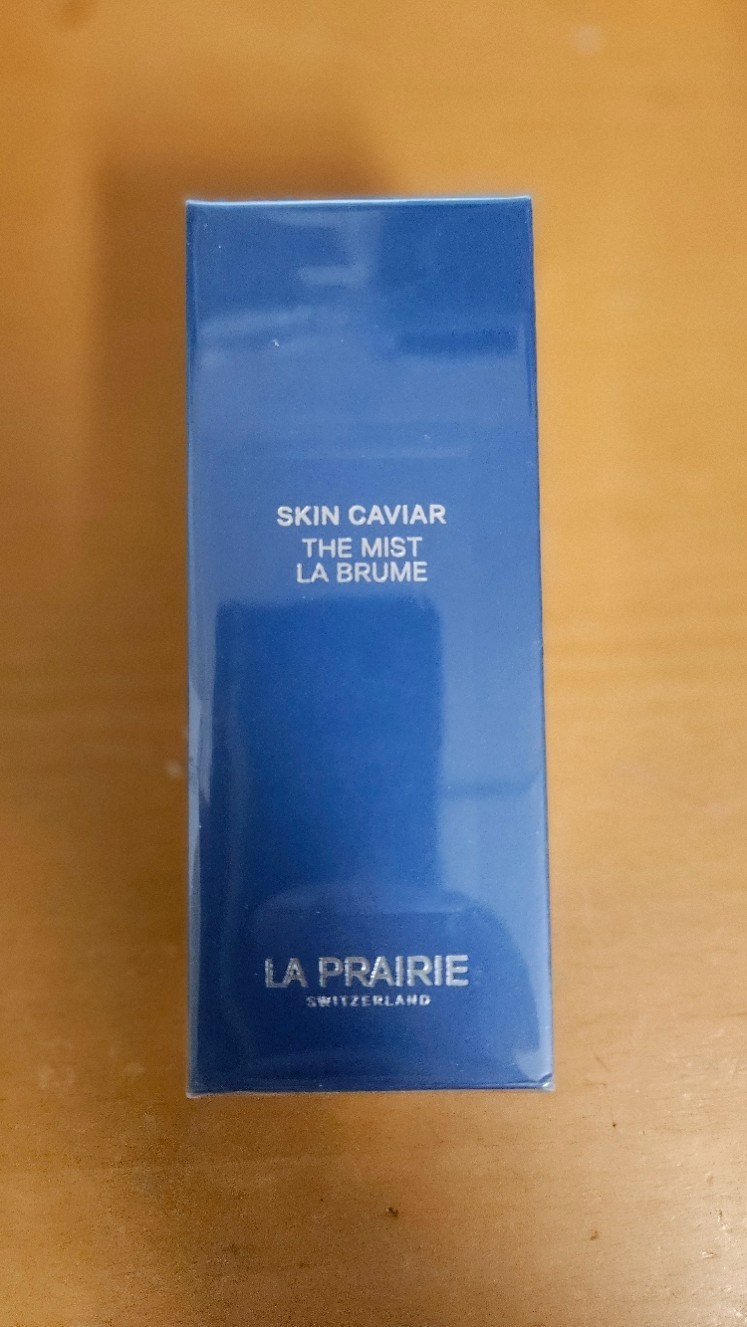 SKIN CAVIAR
THE MIST
LA BRUME
LA PRAIRIE
SWITZERLAND